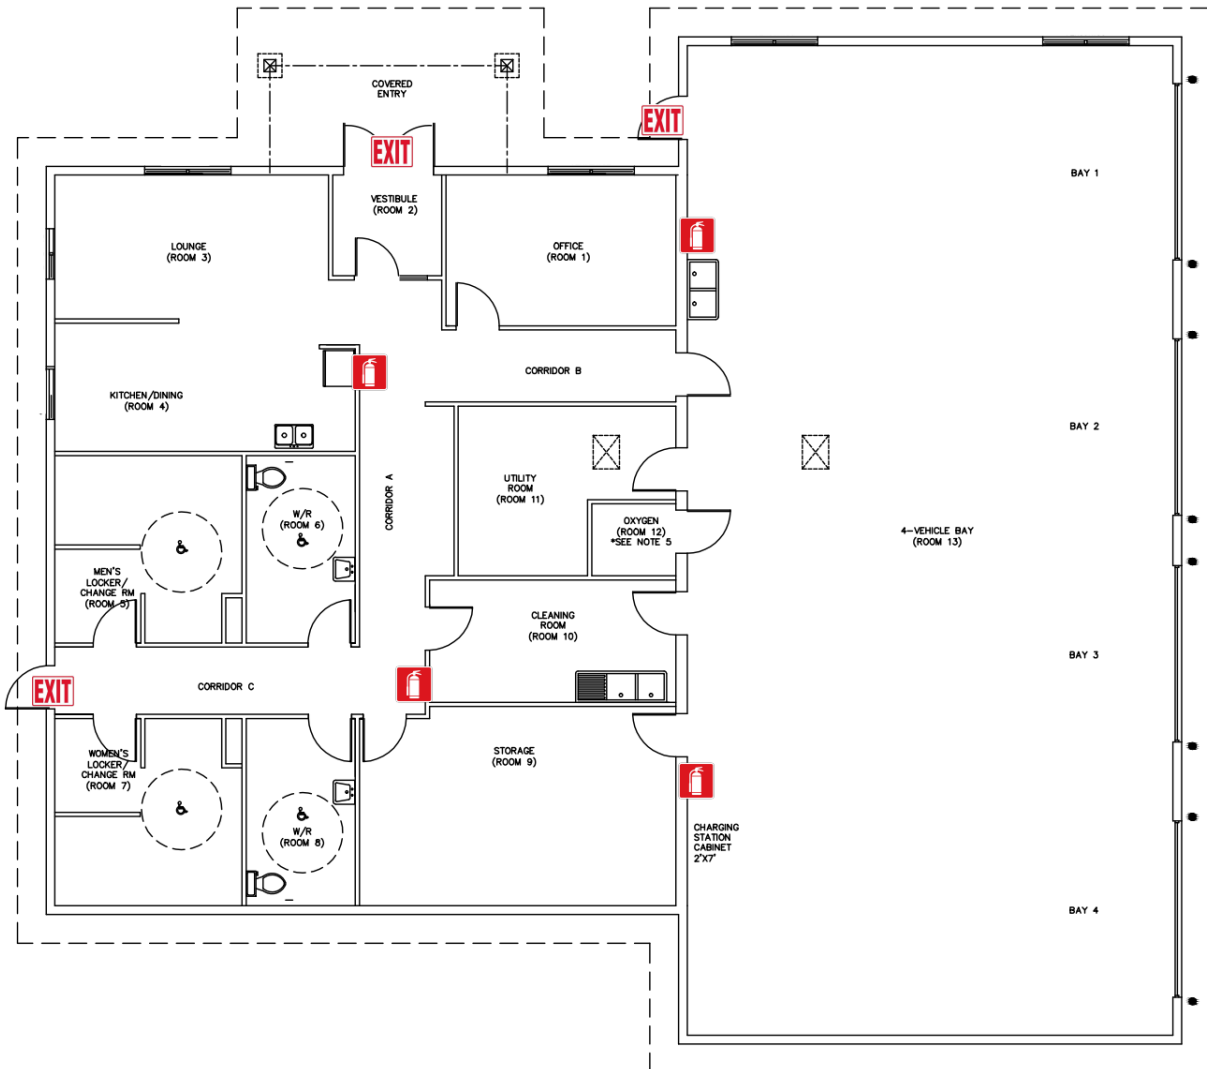 COVERED
ENTRY
EXIT
EXIT
BAY 1
VESTIBULE
(ROOM 2)
LOUNGE
(ROOM 3)
OFFICE
(ROOM 1)
CORRIDOR B
KITCHEN/DINING
(ROOM 4)
BAY 2
CORRIDOR A
UTILITY
ROOM
(ROOM 11)
W/R
(ROOM 6)
OXYGEN
(ROOM 12)
*SEE NOTE 5
4-VEHICLE BAY
(ROOM 13)
MEN'S
LOCKER/
CHANGE RM
(ROOM 5)
CLEANING
ROOM
(ROOM 10)
BAY 3
EXIT
CORRIDOR C
WOMEN'S
LOCKER/
CHANGE RM
(ROOM 7)
STORAGE
(ROOM 9)
W/R
(ROOM 8)
CHARGING
STATION
CABINET
2'X7'
BAY 4